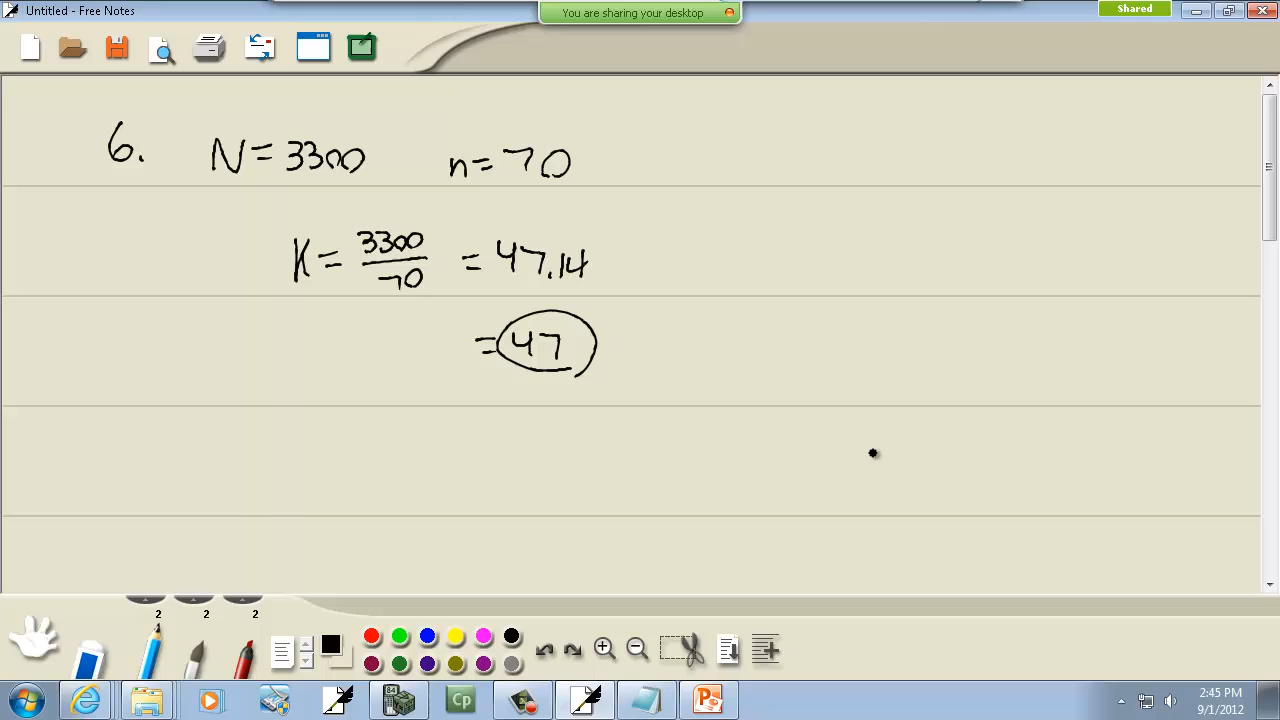 Untitled - Free Notes
You are sharing your desktop
Shared
6. N = 3300 n = 70
K = 3300/70 = 47.14
= 47
2 2 2
Cp
2:45 PM
9/1/2012